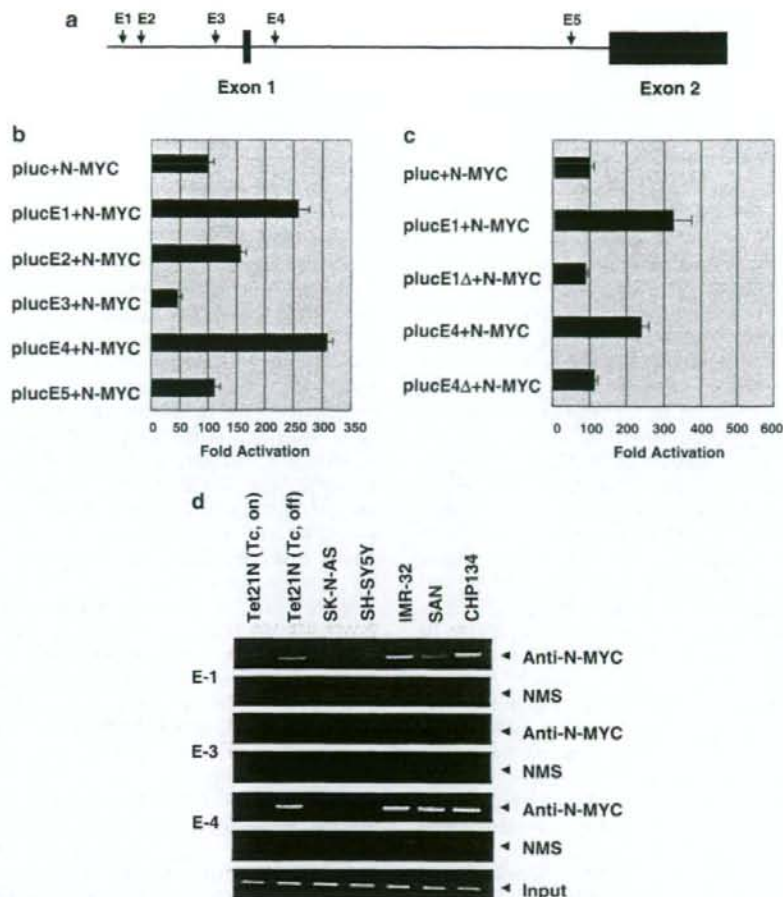 a
E1 E2 E3 E4 E5
Exon 1 Exon 2
b
pluc+N-MYC
plucE1+N-MYC
plucE2+N-MYC
plucE3+N-MYC
plucE4+N-MYC
plucE5+N-MYC
0 50 100 150 200 250 300 350
Fold Activation
c
pluc+N-MYC
plucE1+N-MYC
plucE1Δ+N-MYC
plucE4+N-MYC
plucE4Δ+N-MYC
0 100 200 300 400 500 600
Fold Activation
d
Tet21N (Tc, on)
Tet21N (Tc, off)
SK-N-AS
SH-SY5Y
IMR-32
SAN
CHP134
E-1
Anti-N-MYC
NMS
E-3
Anti-N-MYC
NMS
E-4
Anti-N-MYC
NMS
Input